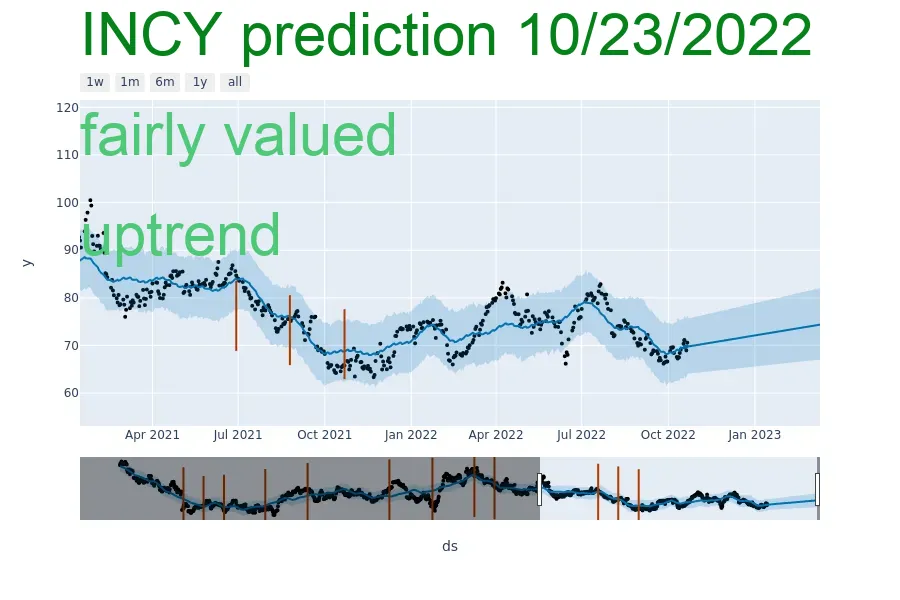 INCY prediction 10/23/2022
1w 1m 6m 1y all
120
fairly valued
110
100
uptrend
90
y
80
70
60
Apr 2021 Jul 2021 Oct 2021 Jan 2022 Apr 2022 Jul 2022 Oct 2022 Jan 2023
ds